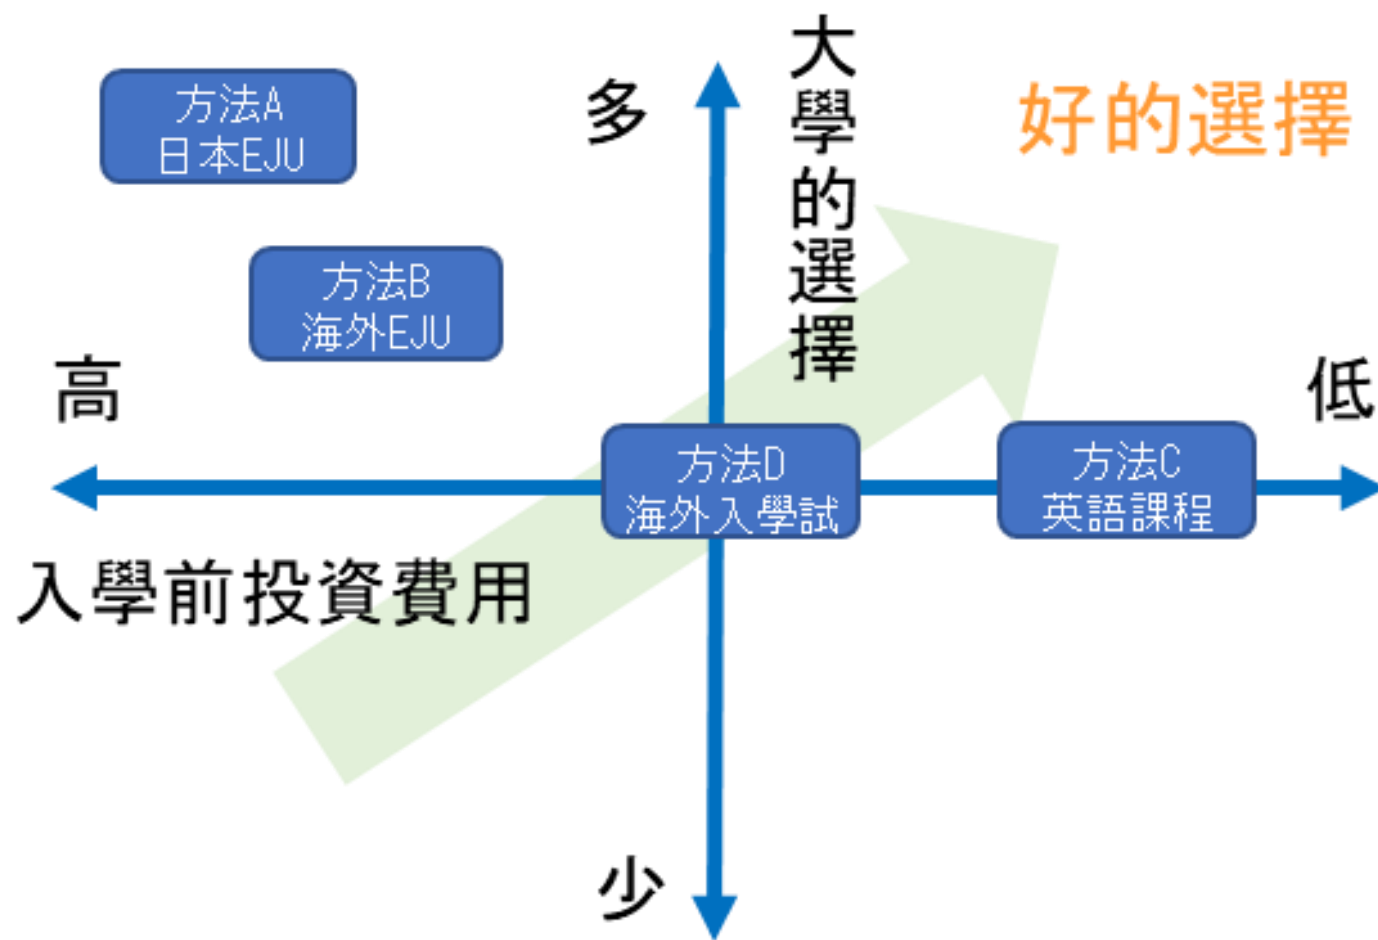 大學的選擇
多
好的選擇
方法A
日本EJU
方法B
海外EJU
高
低
方法D
海外入學試
方法C
英語課程
入學前投資費用
少